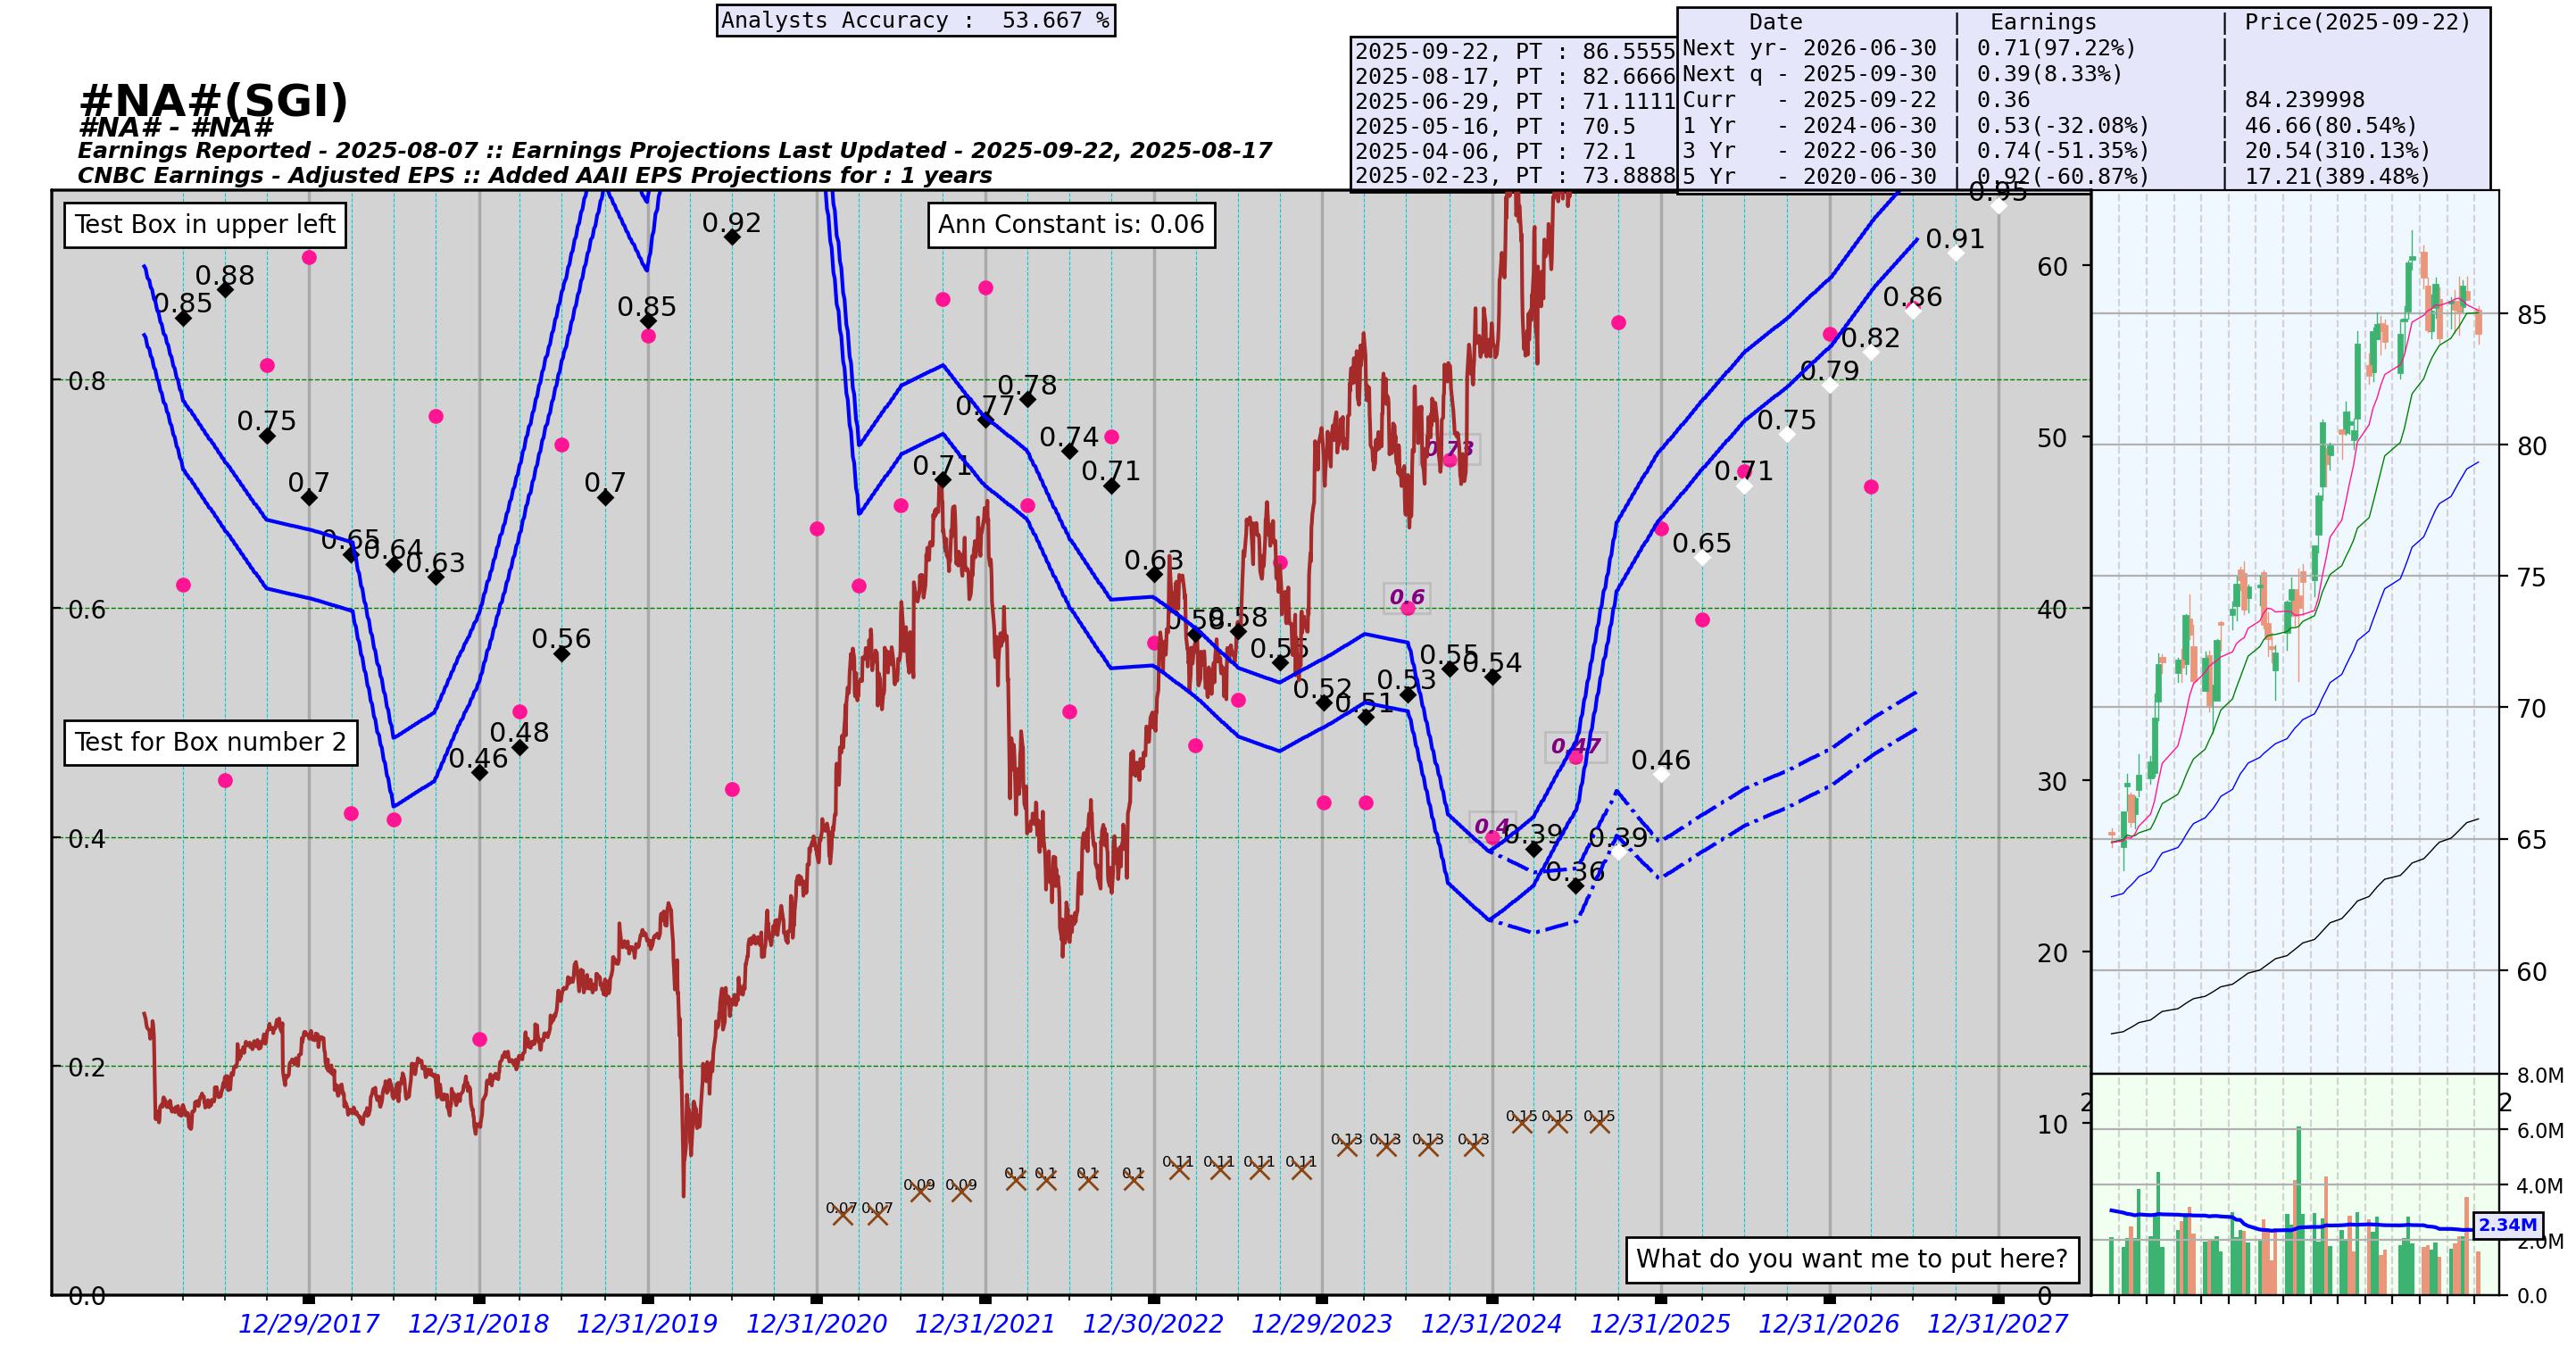 Analysts Accuracy :  53.667 %
Date | Earnings | Price(2025-09-22)
Next yr- 2026-06-30 | 0.71(97.22%) |
Next q - 2025-09-30 | 0.39(8.33%) |
Curr - 2025-09-22 | 0.36 | 84.239998
1 Yr - 2024-06-30 | 0.53(-32.08%) | 46.66(80.54%)
3 Yr - 2022-06-30 | 0.74(-51.35%) | 20.54(310.13%)
5 Yr - 2020-06-30 | 0.92(-60.87%) | 17.21(389.48%)
2025-09-22, PT : 86.5555
2025-08-17, PT : 82.6666
2025-06-29, PT : 71.1111
2025-05-16, PT : 70.5
2025-04-06, PT : 72.1
2025-02-23, PT : 73.8888
#NA#(SGI)
#NA# - #NA#
Earnings Reported - 2025-08-07 :: Earnings Projections Last Updated - 2025-09-22, 2025-08-17
CNBC Earnings - Adjusted EPS :: Added AAII EPS Projections for : 1 years
Test Box in upper left
Ann Constant is: 0.06
Test for Box number 2
What do you want me to put here?
0.8
0.6
0.4
0.2
0.0
0.85
0.88
0.75
0.7
0.65
0.64
0.63
0.46
0.48
0.56
0.7
0.85
0.92
0.71
0.77
0.78
0.74
0.71
0.63
0.58
0.58
0.55
0.52
0.51
0.53
0.55
0.54
0.39
0.36
0.39
0.46
0.65
0.71
0.75
0.79
0.82
0.86
0.91
0.95
0.6
0.73
0.4
0.47
0.07 0.07
0.09 0.09
0.1 0.1 0.1 0.1
0.11 0.11 0.11 0.11
0.13 0.13 0.13 0.13
0.15 0.15 0.15
60
50
40
30
20
10
0
85
80
75
70
65
60
2
2
8.0M
6.0M
4.0M
2.34M
2.0M
0.0
12/29/2017 12/31/2018 12/31/2019 12/31/2020 12/31/2021 12/30/2022 12/29/2023 12/31/2024 12/31/2025 12/31/2026 12/31/2027